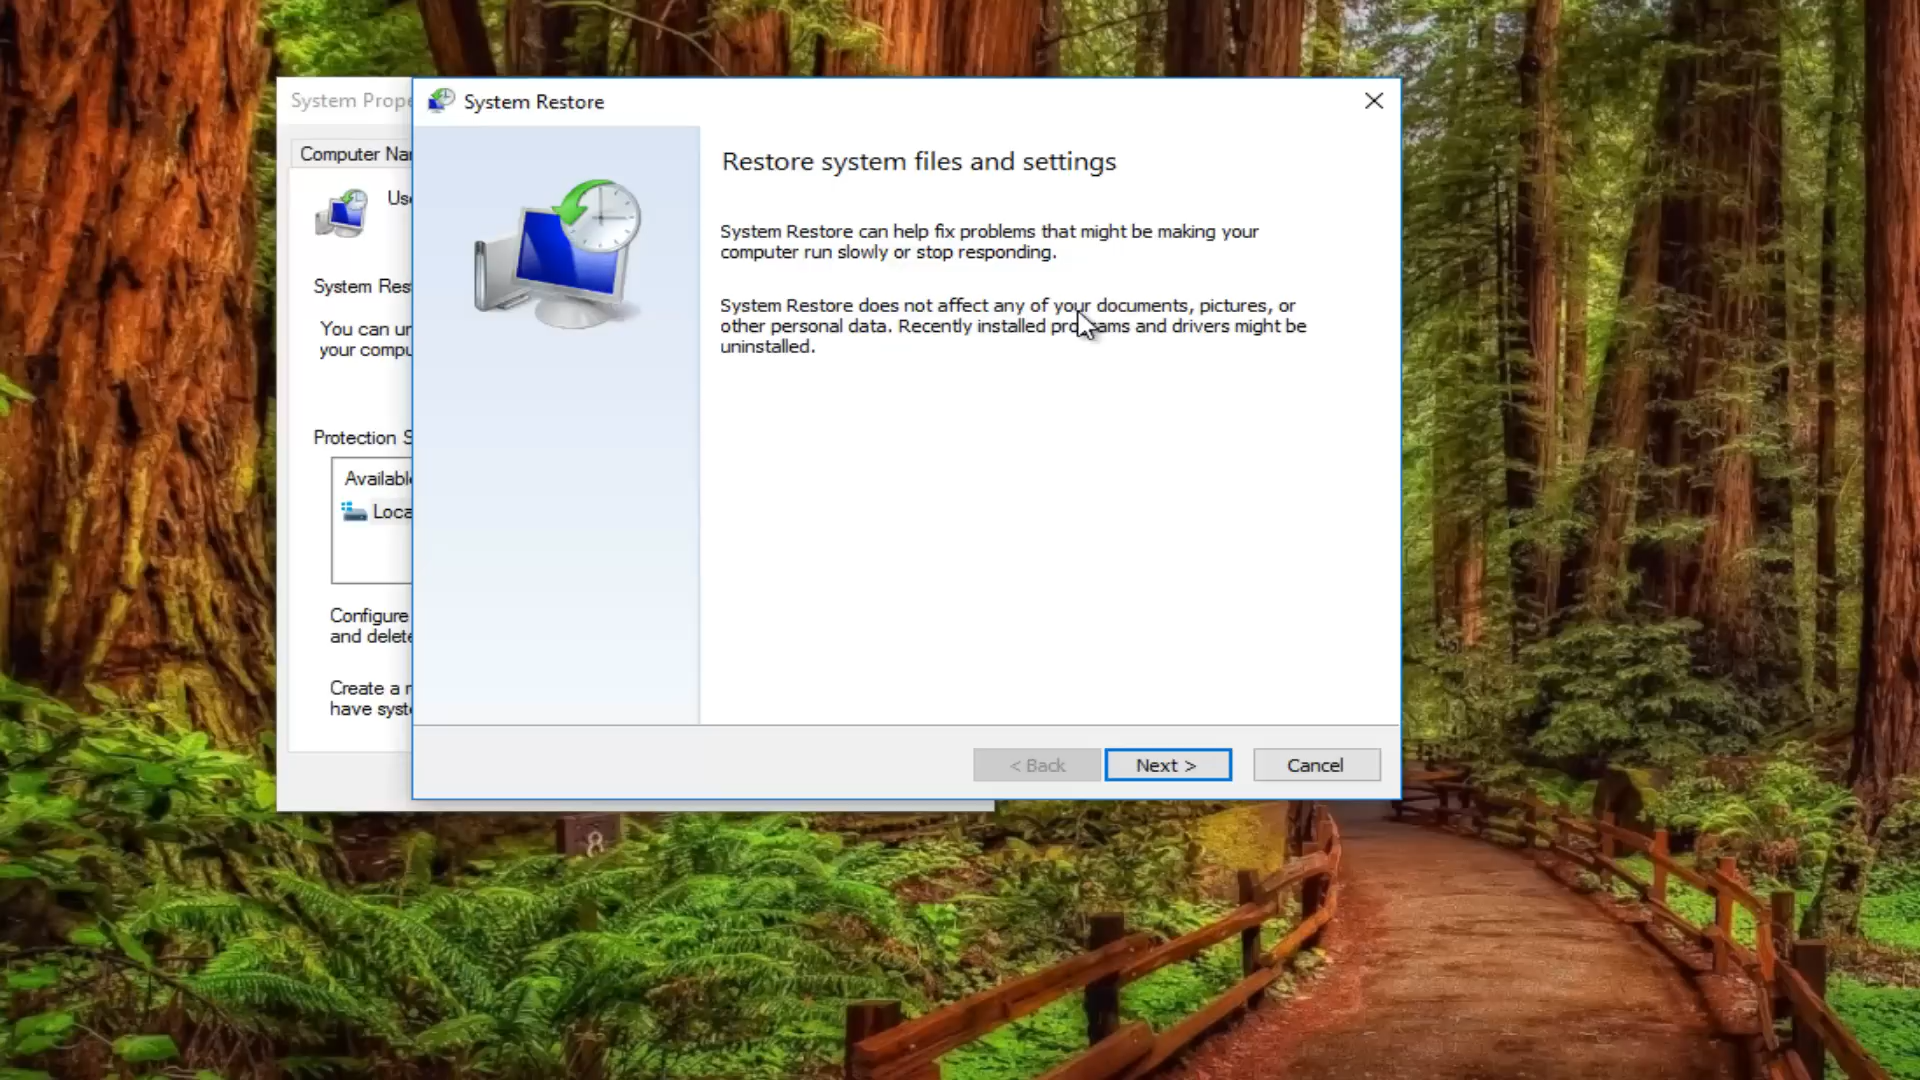 System Prope
System Restore
Computer Nar
Restore system files and settings
Use
System Restore can help fix problems that might be making your
computer run slowly or stop responding.
System Res
System Restore does not affect any of your documents, pictures, or
other personal data. Recently installed programs and drivers might be
uninstalled.
You can un
your compu
Protection S
Available
Loca
Configure
and delete
Create a r
have syste
< Back
Next >
Cancel
8